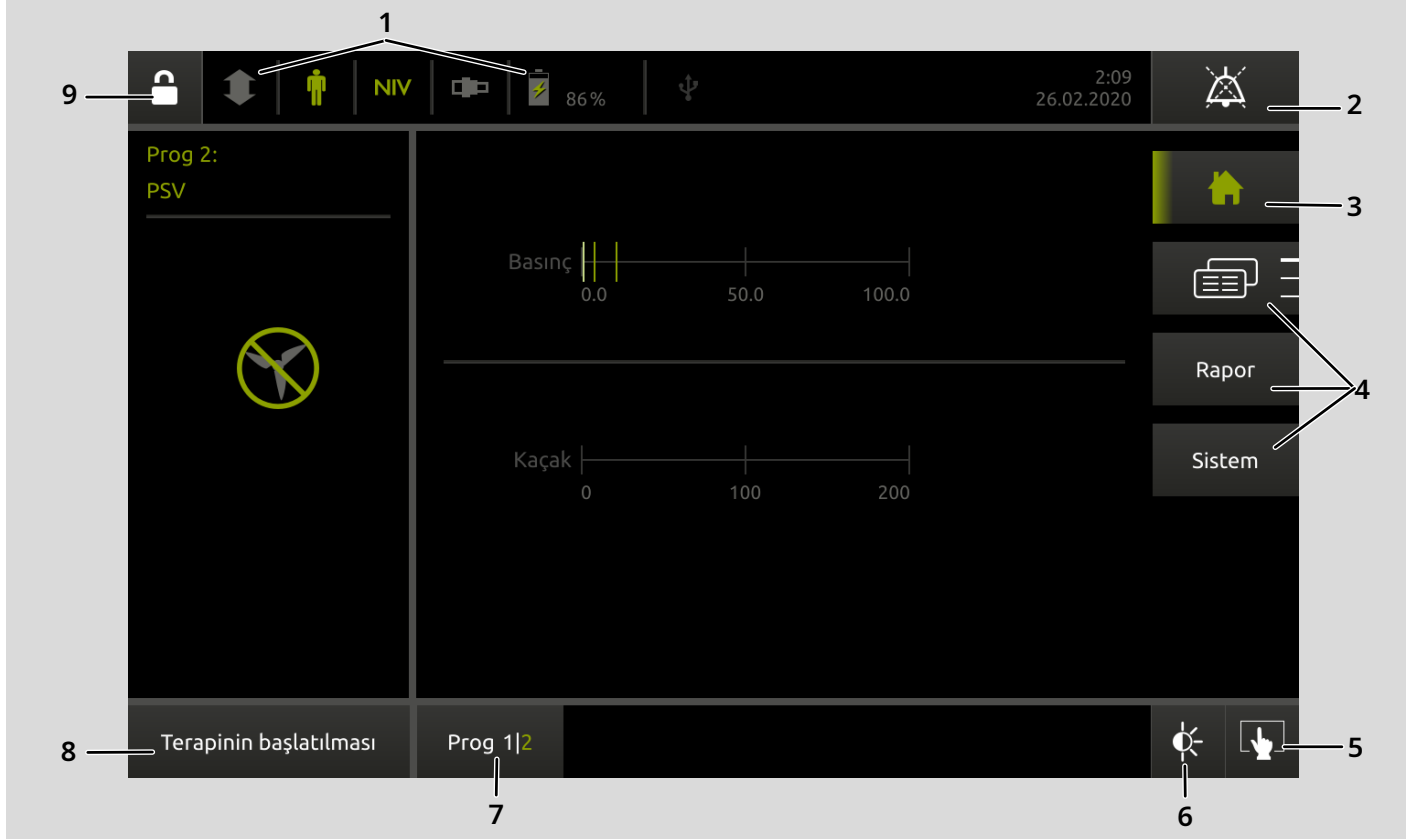 1
9
NIV
86%
2:09
26.02.2020
2
Prog 2:
PSV
3
Basınç
0.0 50.0 100.0
Rapor
4
Kaçak
0 100 200
Sistem
8
Terapinin başlatılması
Prog 1|2
5
7
6